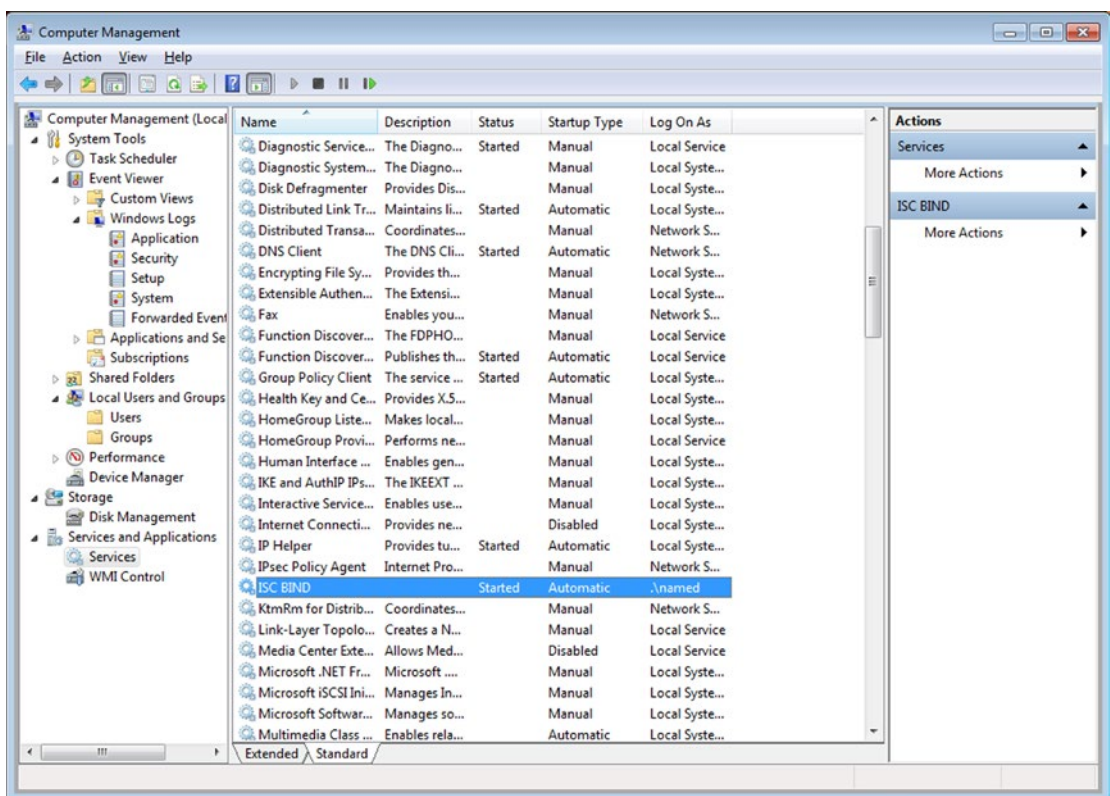 Computer Management
File Action View Help
Computer Management (Local
System Tools
Task Scheduler
Event Viewer
Custom Views
Windows Logs
Application
Security
Setup
System
Forwarded Event
Applications and Se
Subscriptions
Shared Folders
Local Users and Groups
Users
Groups
Performance
Device Manager
Storage
Disk Management
Services and Applications
Services
WMI Control
Name Description Status Startup Type Log On As
Diagnostic Service... The Diagno... Started Manual Local Service
Diagnostic System... The Diagno... Manual Local Syste...
Disk Defragmenter Provides Dis... Manual Local Syste...
Distributed Link Tr... Maintains li... Started Automatic Local Syste...
Distributed Transa... Coordinates... Manual Network S...
DNS Client The DNS Cli... Started Automatic Network S...
Encrypting File Sy... Provides th... Manual Local Syste...
Extensible Authen... The Extensi... Manual Local Syste...
Fax Enables you... Manual Network S...
Function Discover... The FDPHO... Manual Local Service
Function Discover... Publishes th... Started Automatic Local Service
Group Policy Client The service ... Started Automatic Local Syste...
Health Key and Ce... Provides X.5... Manual Local Syste...
HomeGroup Liste... Makes local... Manual Local Syste...
HomeGroup Provi... Performs ne... Manual Local Service
Human Interface ... Enables gen... Manual Local Syste...
IKE and AuthIP IPs... The IKEEXT ... Manual Local Syste...
Interactive Service... Enables use... Manual Local Syste...
Internet Connecti... Provides ne... Disabled Local Syste...
IP Helper Provides tu... Started Automatic Local Syste...
IPsec Policy Agent Internet Pro... Manual Network S...
ISC BIND Started Automatic .\named
KtmRm for Distrib... Coordinates... Manual Network S...
Link-Layer Topolo... Creates a N... Manual Local Service
Media Center Exte... Allows Med... Disabled Local Service
Microsoft .NET Fr... Microsoft .... Manual Local Syste...
Microsoft iSCSI Ini... Manages In... Manual Local Syste...
Microsoft Softwar... Manages so... Manual Local Syste...
Multimedia Class ... Enables rela... Automatic Local Syste...
Extended Standard
Actions
Services
More Actions
ISC BIND
More Actions